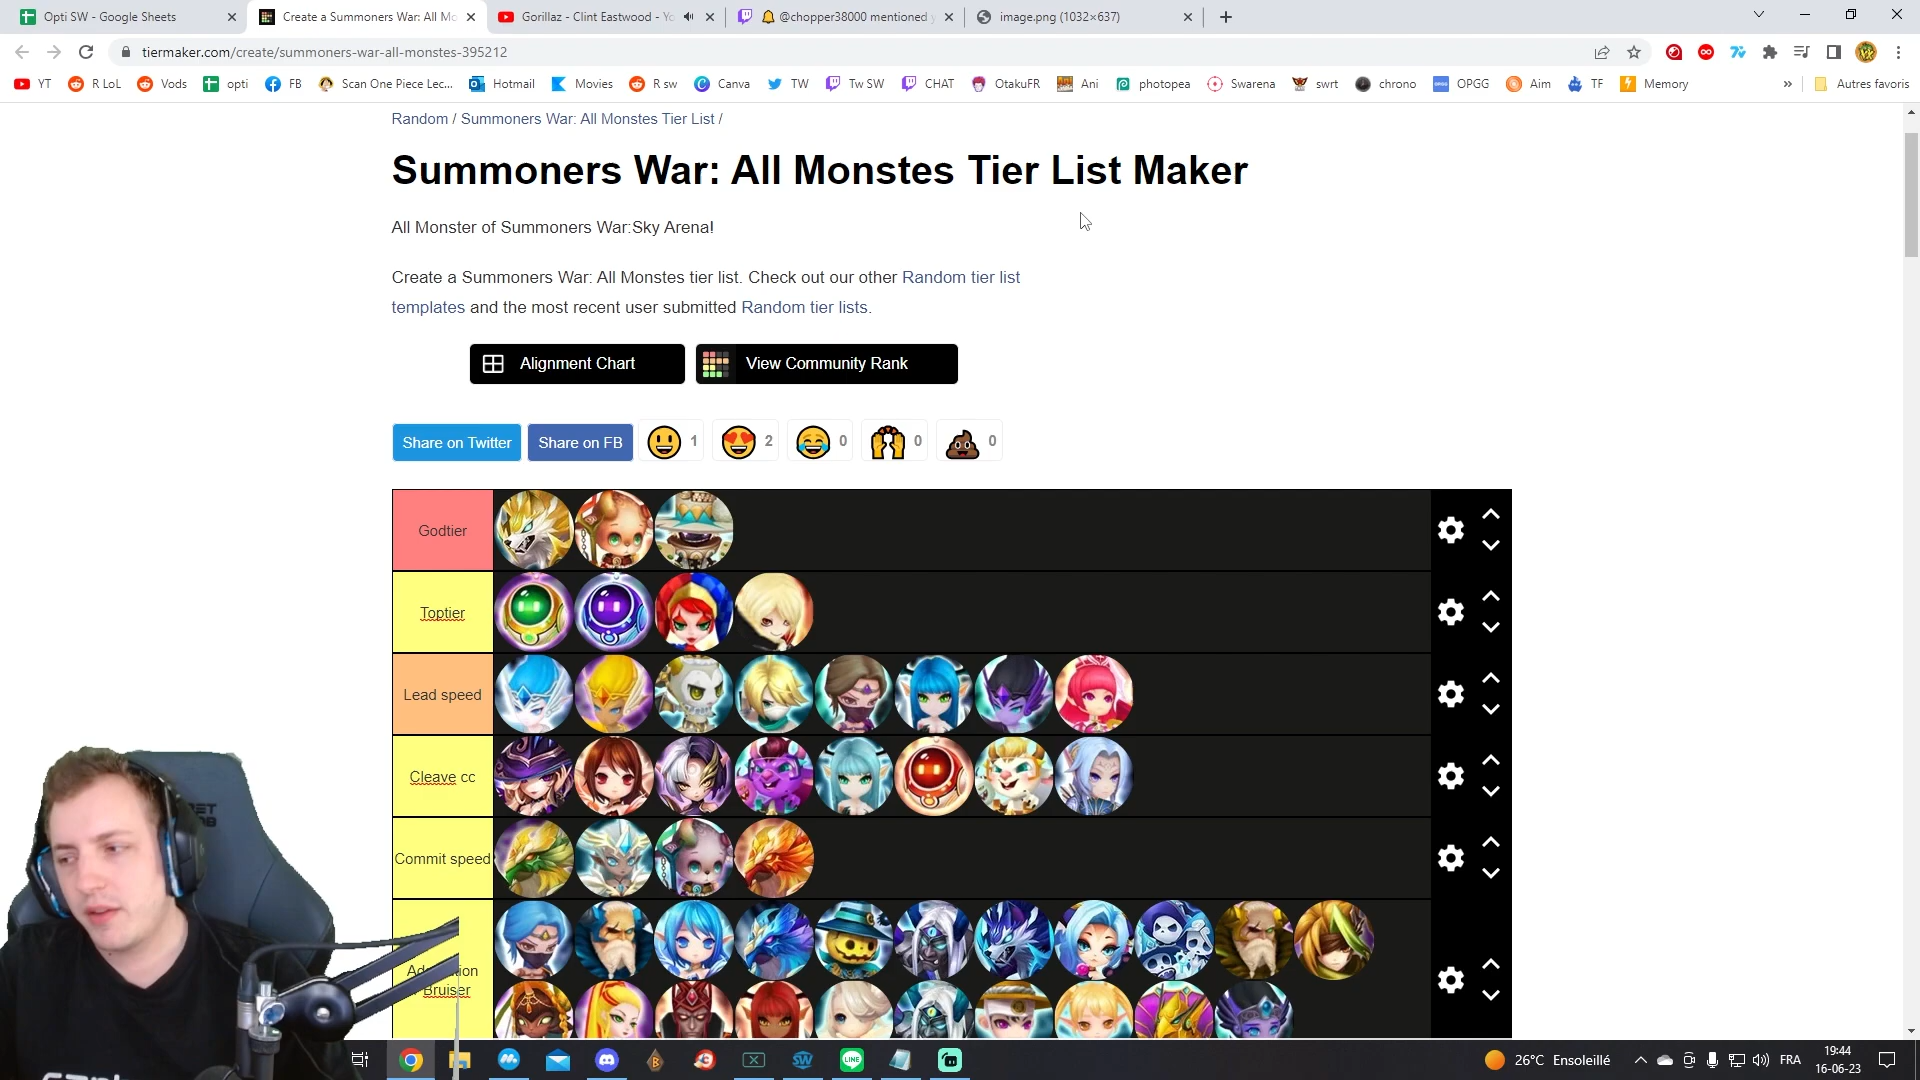 Opti SW - Google Sheets
Create a Summoners War: All Mo
Gorillaz - Clint Eastwood - Yo
@chopper38000 mentioned y
image.png (1032×637)
tiermaker.com/create/summoners-war-all-monstes-395212
YT
R LoL
Vods
opti
FB
Scan One Piece Lec...
Hotmail
Movies
R sw
Canva
TW
Tw SW
CHAT
OtakuFR
Ani
photopea
Swarena
swrt
chrono
OPGG
Aim
TF
Memory
»
Autres favoris
Random / Summoners War: All Monstes Tier List /
Summoners War: All Monstes Tier List Maker
All Monster of Summoners War:Sky Arena!
Create a Summoners War: All Monstes tier list. Check out our other Random tier list
templates and the most recent user submitted Random tier lists.
Alignment Chart
View Community Rank
Share on Twitter
Share on FB
1
2
0
0
0
Godtier
Toptier
Lead speed
Cleave cc
Commit speed
Bruiser
LINE
26°C Ensoleillé
FRA
19:44
16-06-23